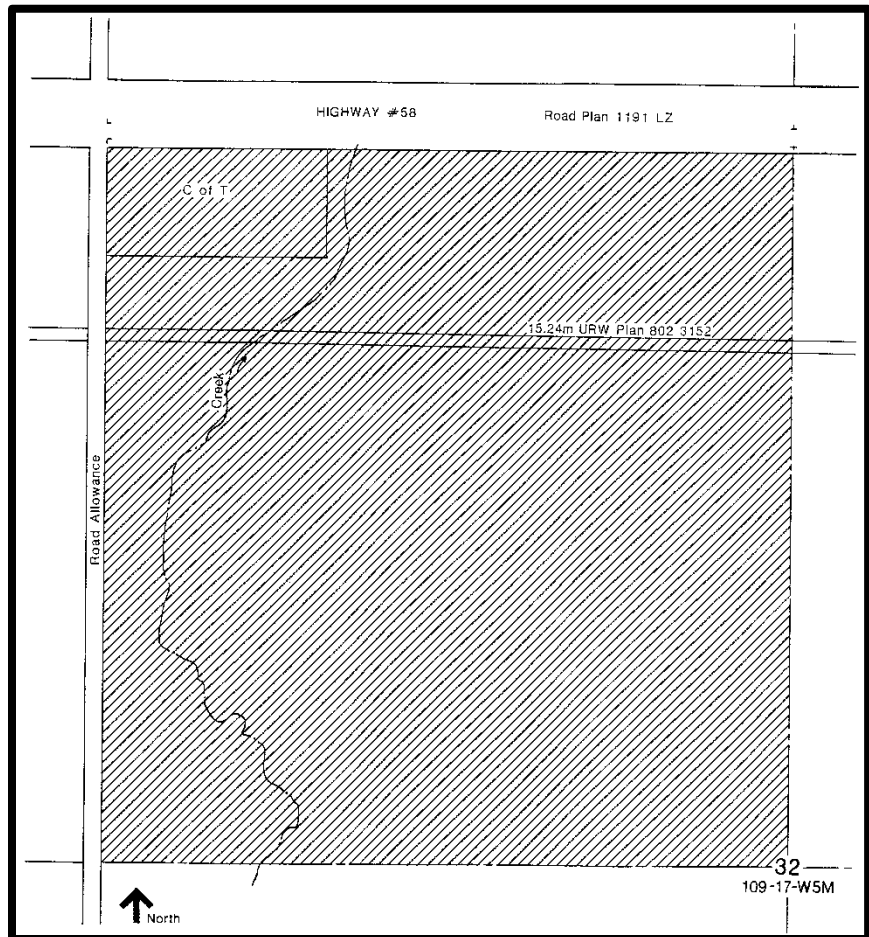 HIGHWAY #58
Road Plan 1191 LZ
C of T
15.24m URW Plan 802 3152
Creek
Road Allowance
32
109-17-W5M
North